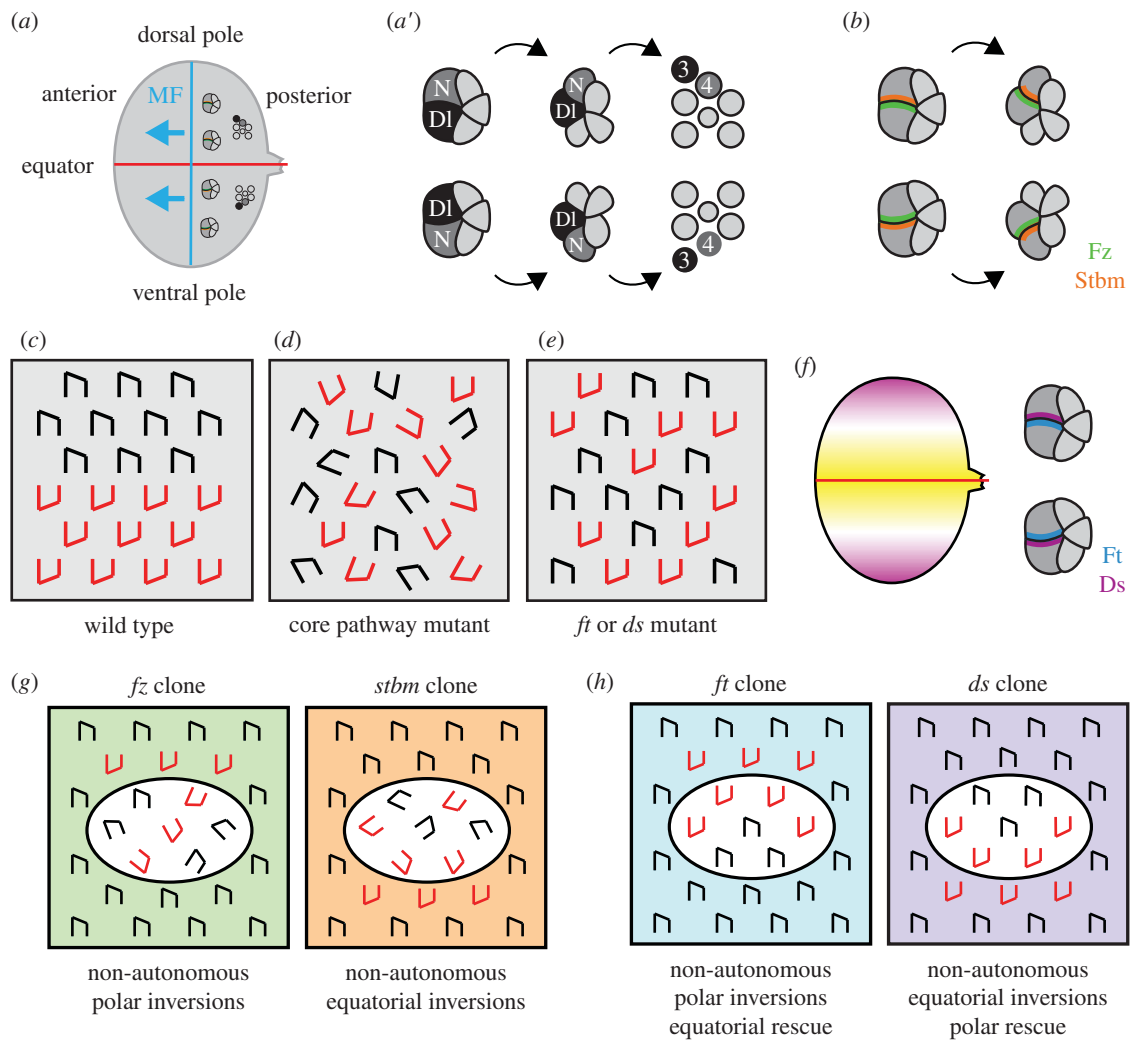 (a)
dorsal pole
anterior
MF
posterior
equator
ventral pole
(a′)
N
Dl
N
Dl
3
4
Dl
N
Dl
N
4
3
(b)
Fz
Stbm
(c)
wild type
(d)
core pathway mutant
(e)
ft or ds mutant
(f)
Ft
Ds
(g)
fz clone
non-autonomous
polar inversions
stbm clone
non-autonomous
equatorial inversions
(h)
ft clone
non-autonomous
polar inversions
equatorial rescue
ds clone
non-autonomous
equatorial inversions
polar rescue